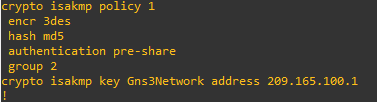 crypto isakmp policy 1
 encr 3des
 hash md5
 authentication pre-share
 group 2
crypto isakmp key Gns3Network address 209.165.100.1
!